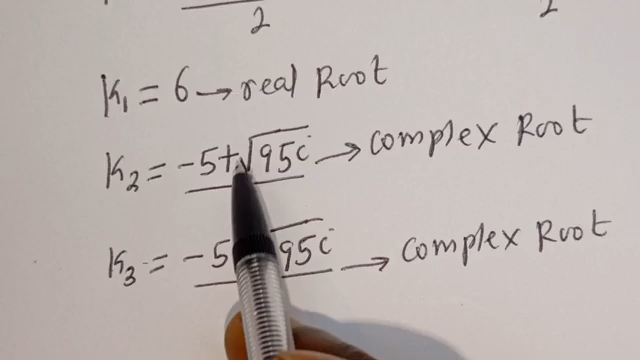 2 2
K₁ = 6 → real Root
K₂ = -5+√95i → Complex Root
K₃ = -5 95i → Complex Root